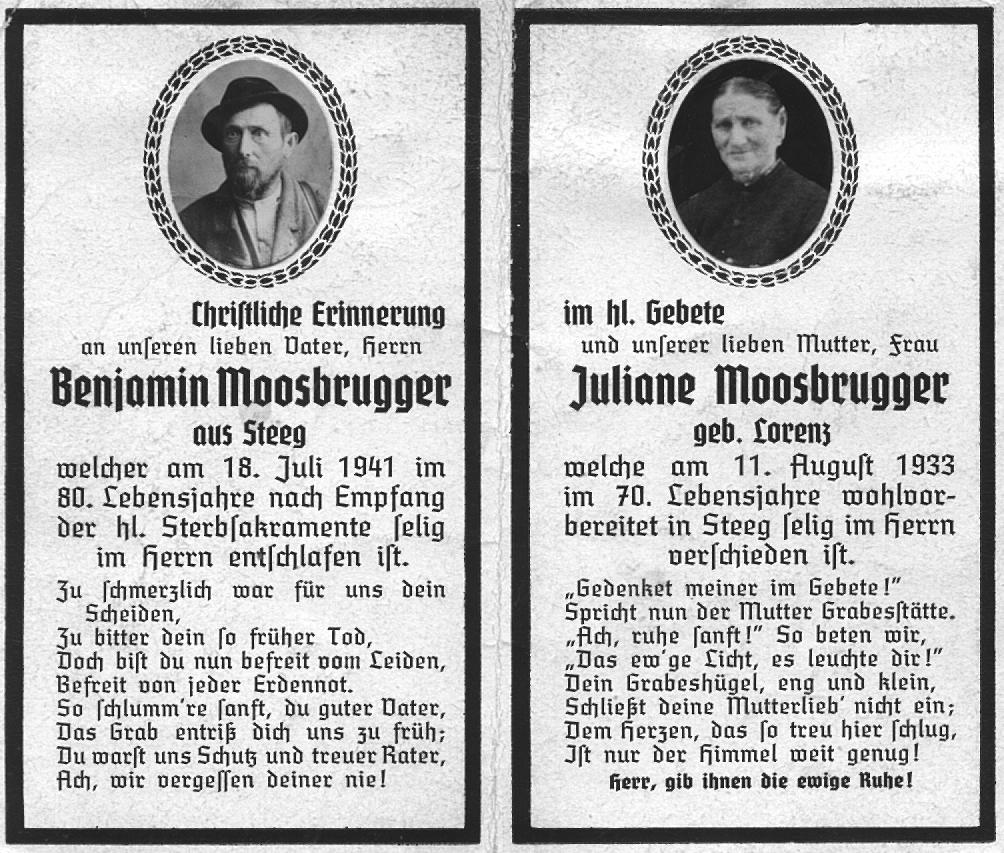 Christliche Erinnerung
an unseren lieben Vater, Herrn
Benjamin Moosbrugger
aus Steeg
welcher am 18. Juli 1941 im
80. Lebensjahre nach Empfang
der hl. Sterbsakramente selig
im Herrn entschlafen ist.
Zu schmerzlich war für uns dein
Scheiden,
Zu bitter dein so früher Tod,
Doch bist du nun befreit vom Leiden,
Befreit von jeder Erdennot.
So schlumm're sanft, du guter Vater,
Das Grab entriß dich uns zu früh;
Du warst uns Schutz und treuer Rater,
Ach, wir vergessen deiner nie!
im hl. Gebete
und unserer lieben Mutter, Frau
Juliane Moosbrugger
geb. Lorenz
welche am 11. August 1933
im 70. Lebensjahre wohlvor-
bereitet in Steeg selig im Herrn
verschieden ist.
„Gedenket meiner im Gebete!”
Spricht nun der Mutter Grabesstätte.
„Ach, ruhe sanft!” So beten wir,
„Das ew'ge Licht, es leuchte dir!”
Dein Grabeshügel, eng und klein,
Schließt deine Mutterlieb' nicht ein;
Dem Herzen, das so treu hier schlug,
Ist nur der Himmel weit genug!
Herr, gib ihnen die ewige Ruhe!